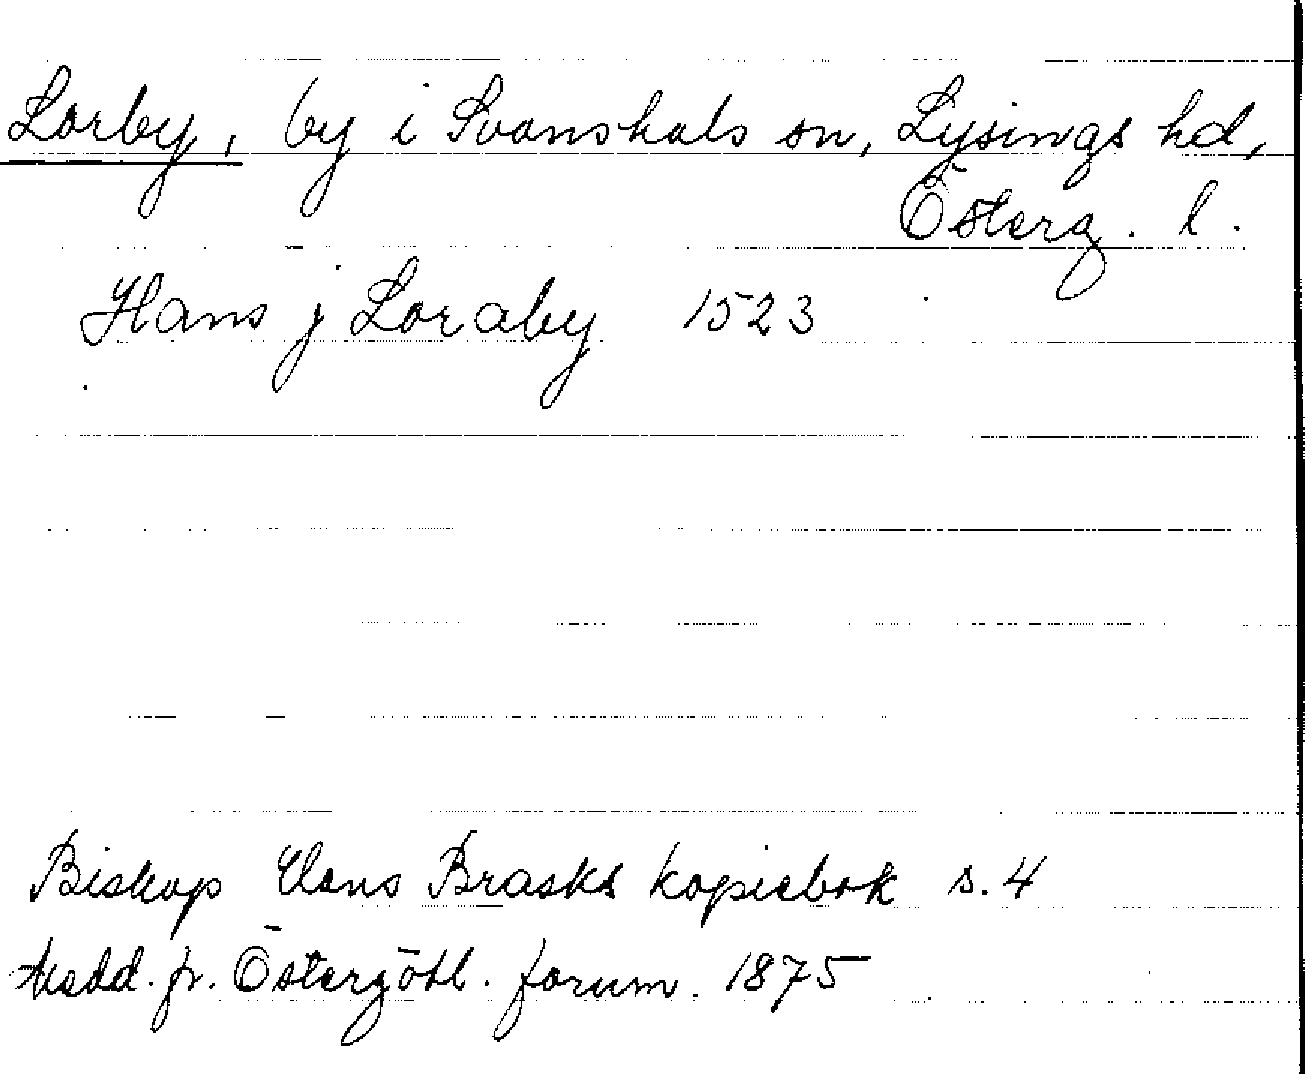 Lorby, by i Svanshals sn, Lysings hd,
Österg. l.
Hans j Loraby 1523
Biskop Hans Brasks kopiebok s. 4
Medd. fr. Östergötl. fornm. 1875